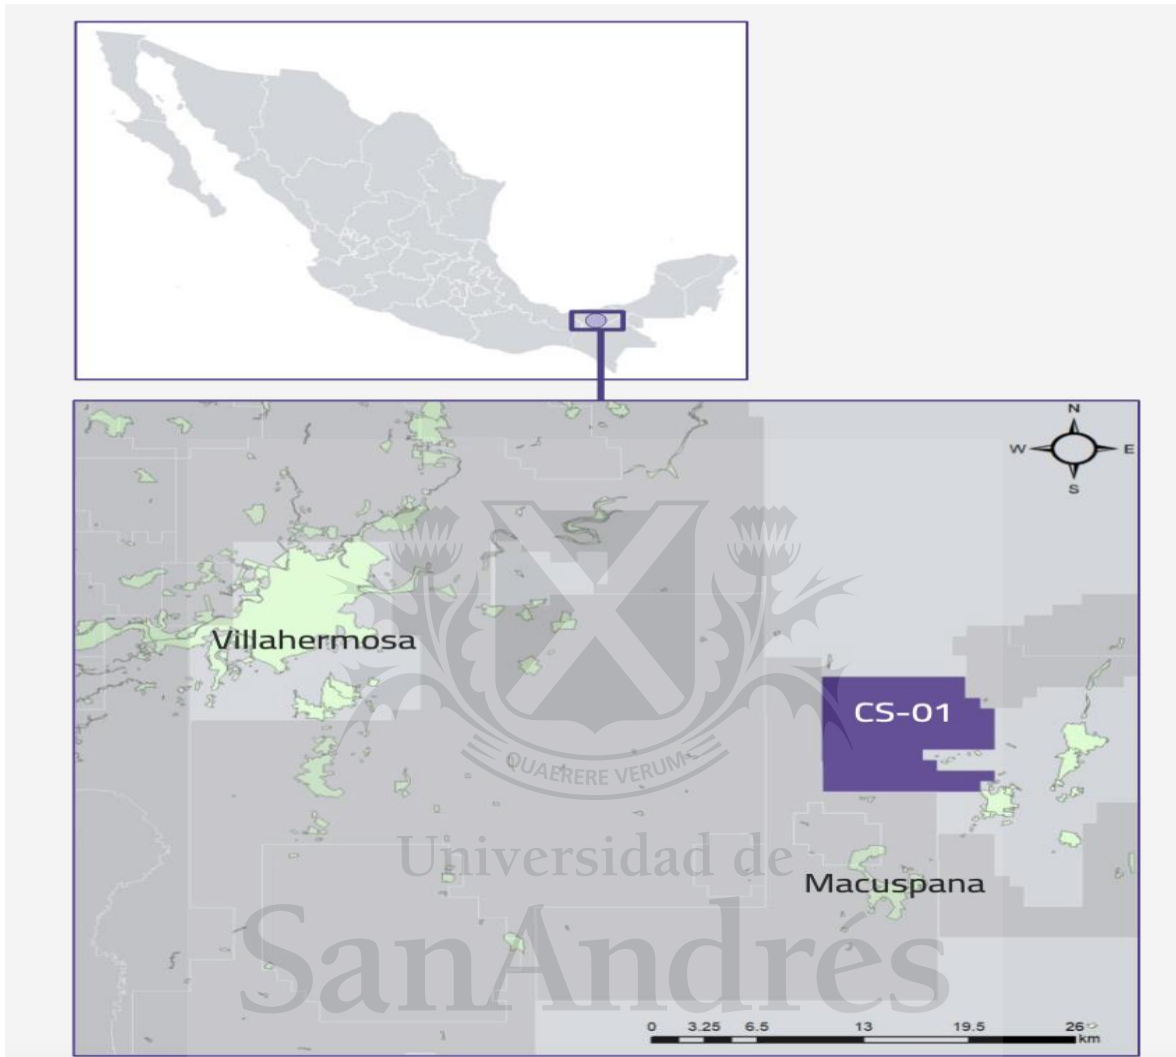 N
W E
S
Villahermosa
CS-01
QUAERERE VERUM
Universidad de
Macuspana
SanAndrés
0 3.25 6.5 13 19.5 26
km